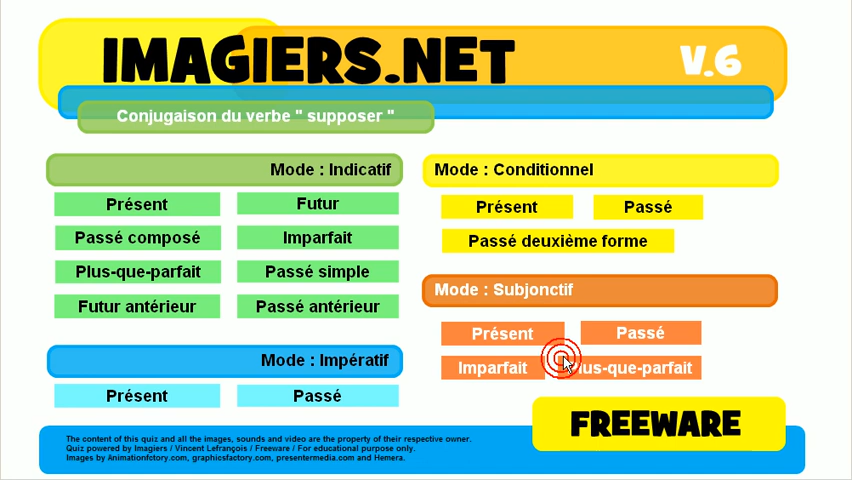 IMAGIERS.NET
V.6
Conjugaison du verbe " supposer "
Mode : Indicatif
Présent
Futur
Passé composé
Imparfait
Plus-que-parfait
Passé simple
Futur antérieur
Passé antérieur
Mode : Impératif
Présent
Passé
Mode : Conditionnel
Présent
Passé
Passé deuxième forme
Mode : Subjonctif
Présent
Passé
Imparfait
Plus-que-parfait
FREEWARE
The content of this quiz and all the images, sounds and video are the property of their respective owner.
Quiz powered by Imagiers / Vincent Lefrançois / Freeware / For educational purpose only.
Images by Animationfctory.com, graphicsfactory.com, presentermedia.com and Hemera.